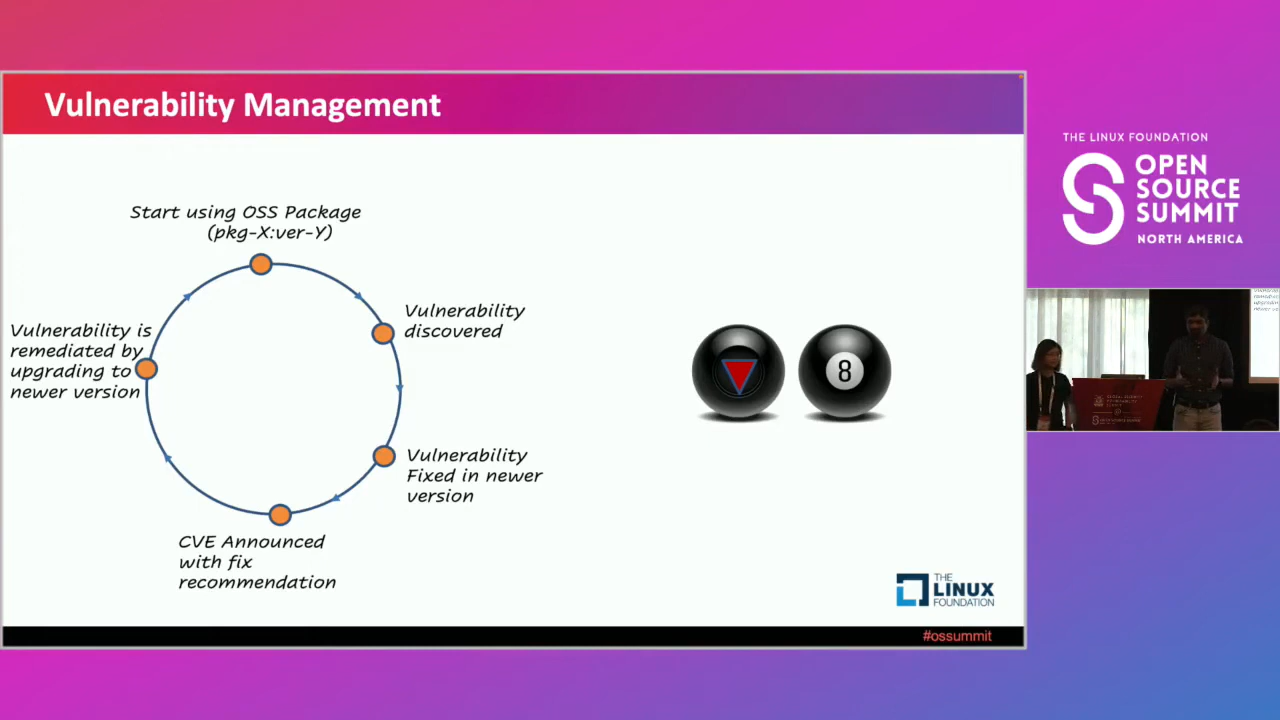 Vulnerability Management
Start using OSS Package
(pkg-X:ver-Y)
Vulnerability
discovered
Vulnerability is
remediated by
upgrading to
newer version
Vulnerability
Fixed in newer
version
CVE Announced
with fix
recommendation
8
THE
LINUX
FOUNDATION
#ossummit
THE LINUX FOUNDATION
OPEN
SOURCE
SUMMIT
NORTH AMERICA